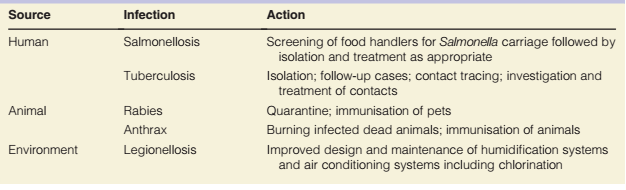 Source Infection Action
Human Salmonellosis Screening of food handlers for Salmonella carriage followed by
isolation and treatment as appropriate
Tuberculosis Isolation; follow-up cases; contact tracing; investigation and
treatment of contacts
Animal Rabies Quarantine; immunisation of pets
Anthrax Burning infected dead animals; immunisation of animals
Environment Legionellosis Improved design and maintenance of humidification systems
and air conditioning systems including chlorination